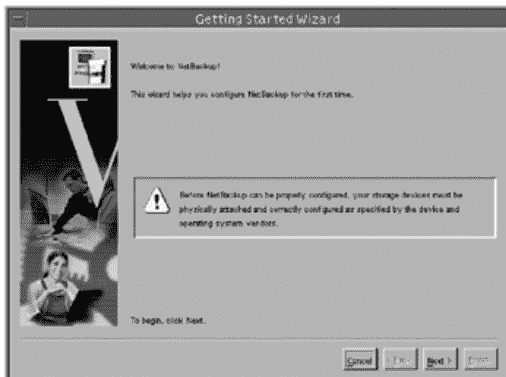 Getting Started Wizard
Welcome to NetBackup!
This wizard helps you configure NetBackup for the first time.
Before NetBackup can be properly configured, your storage devices must be
physically attached and correctly configured as specified by the device and
operating system vendors.
To begin, click Next.
Cancel < Back Next > Finish